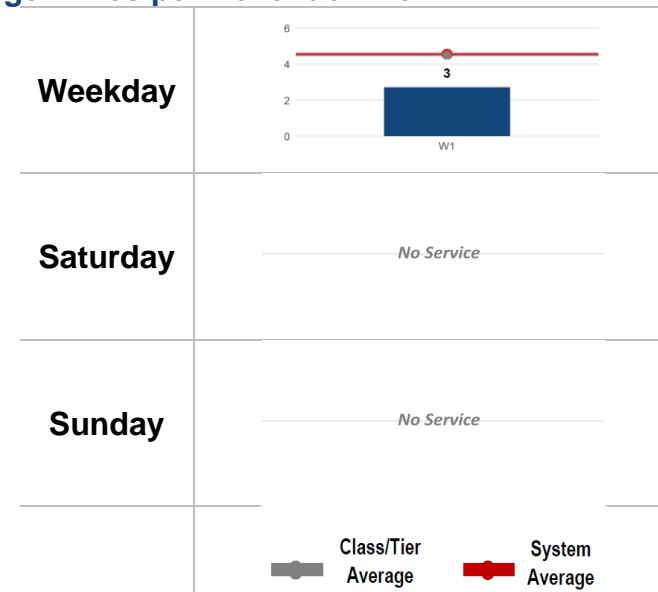 Weekday
6
4
3
2
0
W1
Saturday
No Service
Sunday
No Service
Class/Tier
Average
System
Average